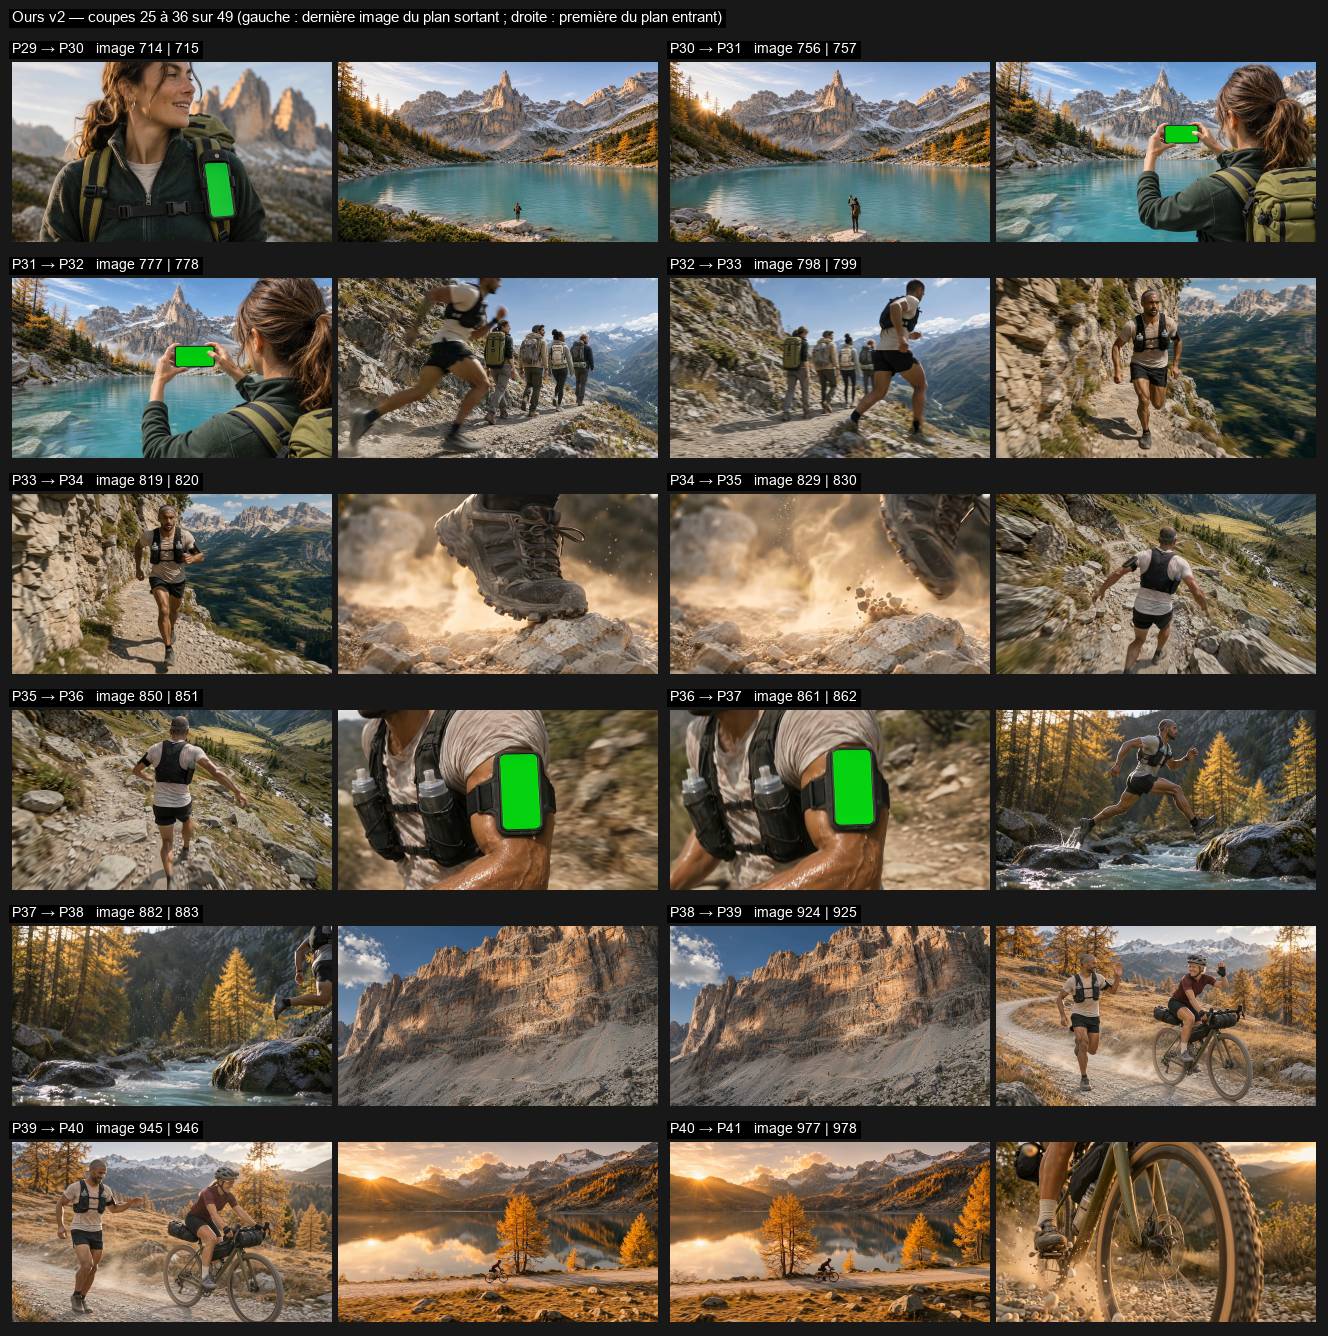 Ours v2 — coupes 25 à 36 sur 49 (gauche : dernière image du plan sortant ; droite : première du plan entrant)
P29 → P30 image 714 | 715
P30 → P31 image 756 | 757
P31 → P32 image 777 | 778
P32 → P33 image 798 | 799
P33 → P34 image 819 | 820
P34 → P35 image 829 | 830
P35 → P36 image 850 | 851
P36 → P37 image 861 | 862
P37 → P38 image 882 | 883
P38 → P39 image 924 | 925
P39 → P40 image 945 | 946
P40 → P41 image 977 | 978